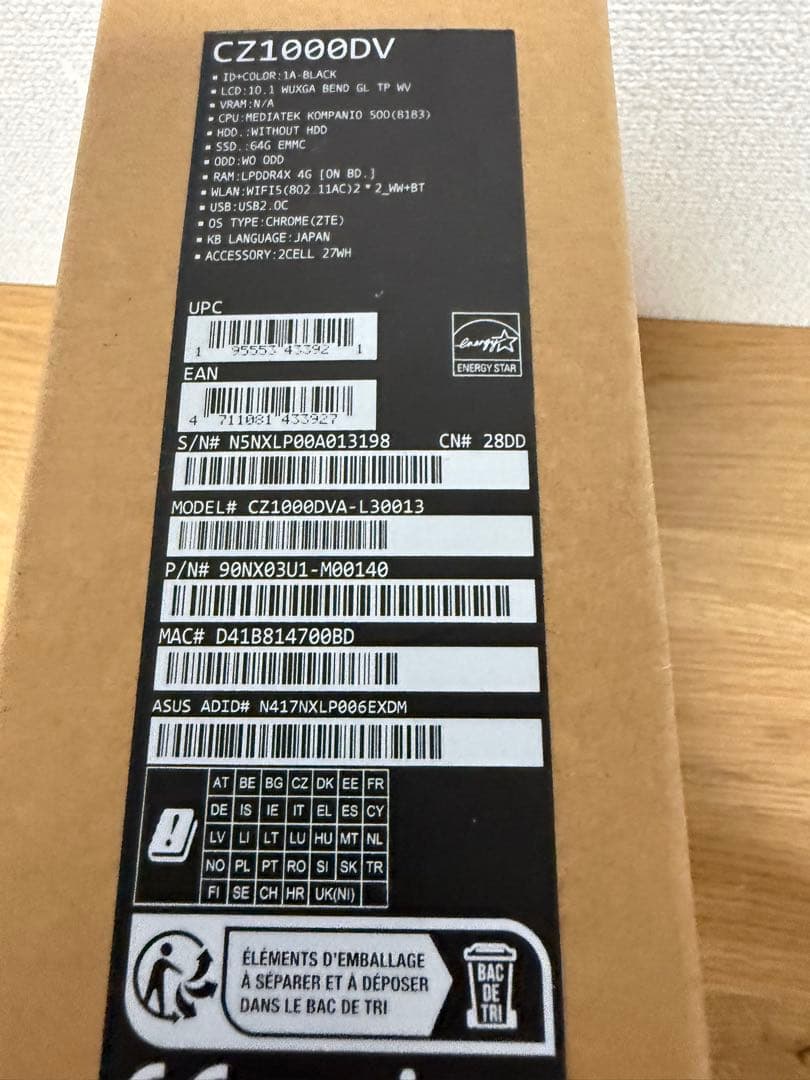 CZ1000DV
▪ ID+COLOR:1A-BLACK
▪ LCD:10.1 WUXGA BEND GL TP WV
▪ VRAM:N/A
▪ CPU:MEDIATEK KOMPANIO 500(8183)
▪ HDD.:WITHOUT HDD
▪ SSD.:64G EMMC
▪ ODD:WO ODD
▪ RAM:LPDDR4X 4G [ON BD.]
▪ WLAN:WIFI5(802.11AC)2*2_WW+BT
▪ USB:USB2.0C
▪ OS TYPE:CHROME(ZTE)
▪ KB LANGUAGE:JAPAN
▪ ACCESSORY:2CELL 27WH
UPC
1 95553 43392 1
energy
ENERGY STAR
EAN
4 711081 433927
S/N# N5NXLP00A013198 CN# 28DD
MODEL# CZ1000DVA-L30013
P/N# 90NX03U1-M00140
MAC# D41B814700BD
ASUS ADID# N417NXLP006EXDM
AT BE BG CZ DK EE FR
DE IS IE IT EL ES CY
LV LI LT LU HU MT NL
NO PL PT RO SI SK TR
FI SE CH HR UK(NI)
ÉLÉMENTS D'EMBALLAGE
À SÉPARER ET À DÉPOSER
DANS LE BAC DE TRI
BAC
DE
TRI